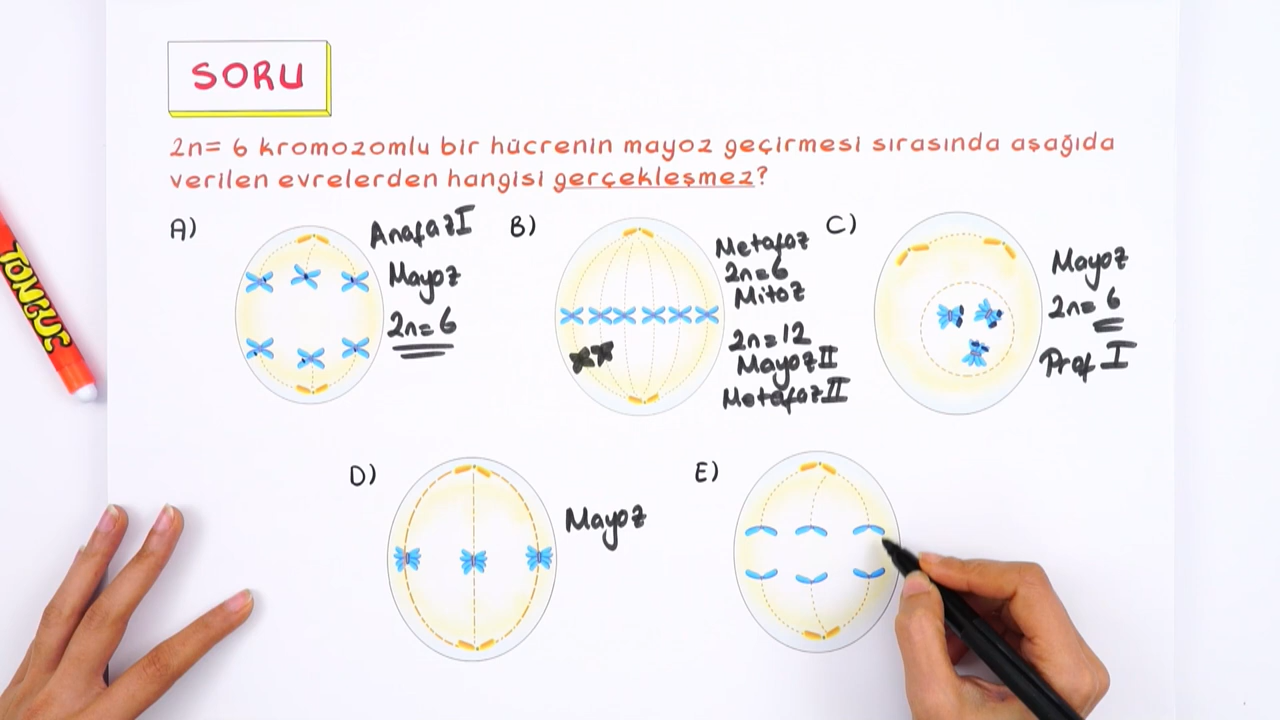 SORU
2n= 6 kromozomlu bir hücrenin mayoz geçirmesi sırasında aşağıda
verilen evrelerden hangisi gerçekleşmez?
A)
Anafaz I
Mayoz
2n=6
B)
Metafaz
2n=6
Mitoz
2n=12
Mayoz II
Metafaz II
C)
Mayoz
2n=6
Prof I
D)
Mayoz
E)
TONGUÇ